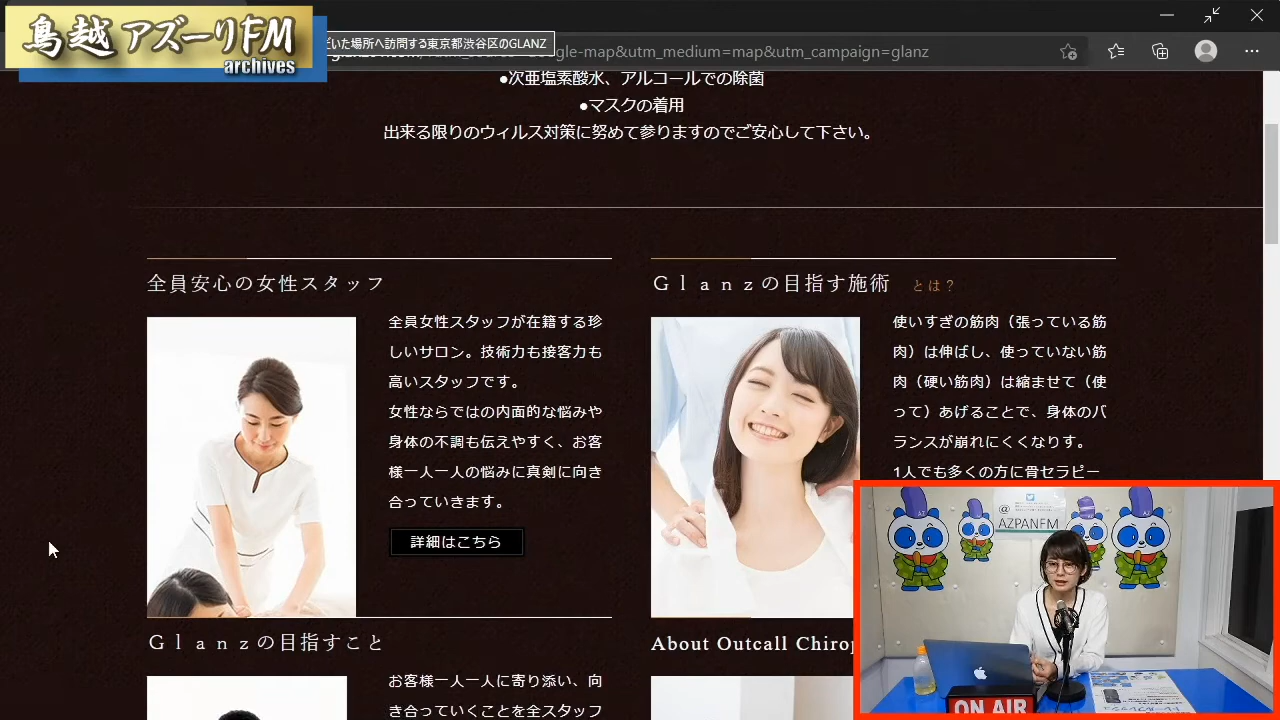 鳥越アズーリFM
archives
いた場所へ訪問する東京都渋谷区のGLANZ
gle-map&utm_medium=map&utm_campaign=glanz
●次亜塩素酸水、アルコールでの除菌
●マスクの着用
出来る限りのウィルス対策に努めて参りますのでご安心して下さい。
全員安心の女性スタッフ
全員女性スタッフが在籍する珍
しいサロン。技術力も接客力も
高いスタッフです。
女性ならではの内面的な悩みや
身体の不調も伝えやすく、お客
様一人一人の悩みに真剣に向き
合っていきます。
詳細はこちら
Ｇｌａｎｚの目指す施術 とは？
使いすぎの筋肉（張っている筋
肉）は伸ばし、使っていない筋
肉（硬い筋肉）は縮ませて（使
って）あげることで、身体のバ
ランスが崩れにくくなりす。
1人でも多くの方に骨セラピー
Ｇｌａｎｚの目指すこと
お客様一人一人に寄り添い、向
き合っていくことを全スタッフ
About Outcall Chirop
@
AZPANFM
ON AIR